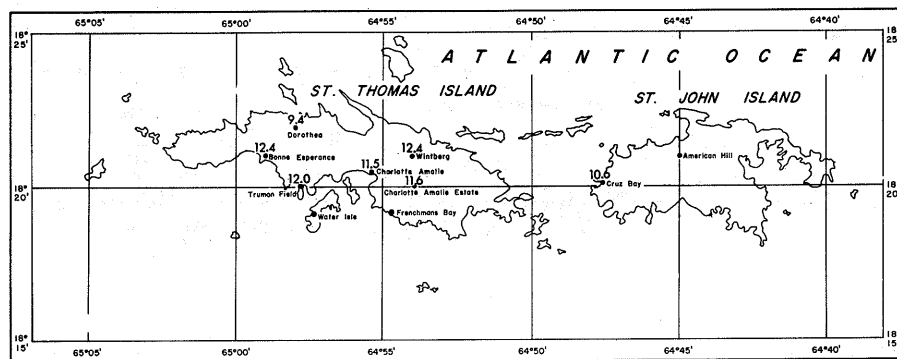 65°05' 65°00 64°55' 64°50 64°45' 64°40'
18° 25'
18° 25'
ATLANTIC OCEAN
ST. THOMAS ISLAND
ST. JOHN ISLAND
9.4
Dorothea
12.4
Bonne Esperance
12.4
Wintberg
American Hill
11.5
Charlotte Amalie
11.6
Charlotte Amalie Estate
10.6
Cruz Bay
18° 20'
18° 20'
12.0
Truman Field
Water Isle
Frenchmans Bay
18° 15'
18° 15'
65°05' 65°00 64°55' 64°50 64°45' 64°40'